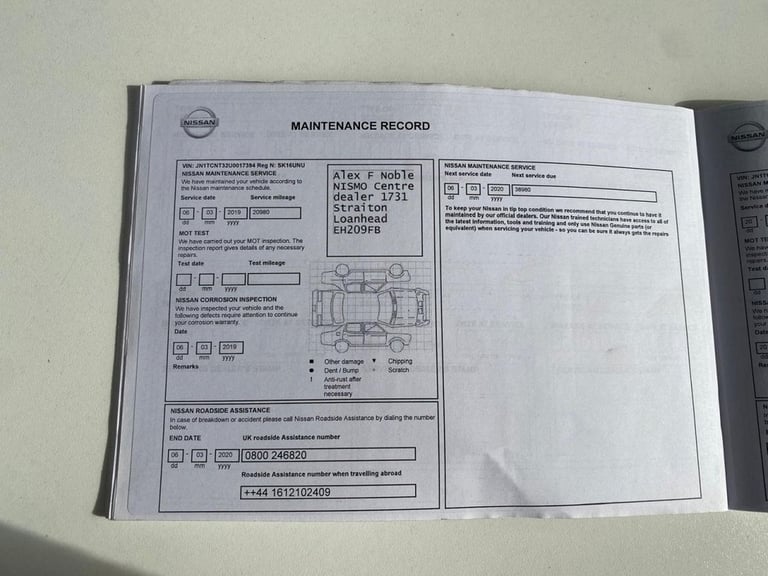 NISSAN
MAINTENANCE RECORD
VIN: JN1TCNT32U0017384 Reg N: SK16UNU
NISSAN MAINTENANCE SERVICE
We have maintained your vehicle according to
the Nissan maintenance schedule.
Service date Service mileage
06 - 03 - 2019 20980
dd mm yyyy
MOT TEST
We have carried out your MOT inspection. The
inspection report gives details of any necessary
repairs.
Test date Test mileage
dd mm yyyy
NISSAN CORROSION INSPECTION
We have inspected your vehicle and the
following defects require attention to continue
your corrosion warranty.
Date
06 - 03 - 2019
dd mm yyyy
Remarks
Alex F Noble
NISMO Centre
dealer 1731
Straiton
Loanhead
EH209FB
Other damage Chipping
Dent / Bump Scratch
! Anti-rust after
treatment
necessary
NISSAN ROADSIDE ASSISTANCE
In case of breakdown or accident please call Nissan Roadside Assistance by dialing the number
below.
END DATE UK roadside Assistance number
06 - 03 - 2020 0800 246820
dd mm yyyy
Roadside Assistance number when travelling abroad
++44 1612102409
NISSAN MAINTENANCE SERVICE
Next service date Next service due
06 - 03 - 2020 38980
dd mm yyyy
To keep your Nissan in tip top condition we recommend that you continue to have it
maintained by our official dealers. Our Nissan trained technicians have access to all of
the latest information, tools and training and only use Nissan Genuine parts (or
equivalent) when servicing your vehicle - so you can be sure it always gets the repairs
NISSAN